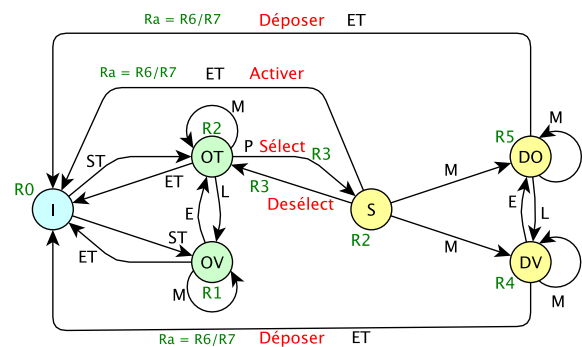 Ra = R6/R7 Déposer ET
Ra = R6/R7 ET Activer
M
R2
P Sélect
R3
ST
OT
ET
R3
Desélect
R0
I
E
L
S
R2
M
M
R5
M
DO
E
L
DV
R4
M
ST
ET
OV
R1
M
Ra = R6/R7 Déposer ET